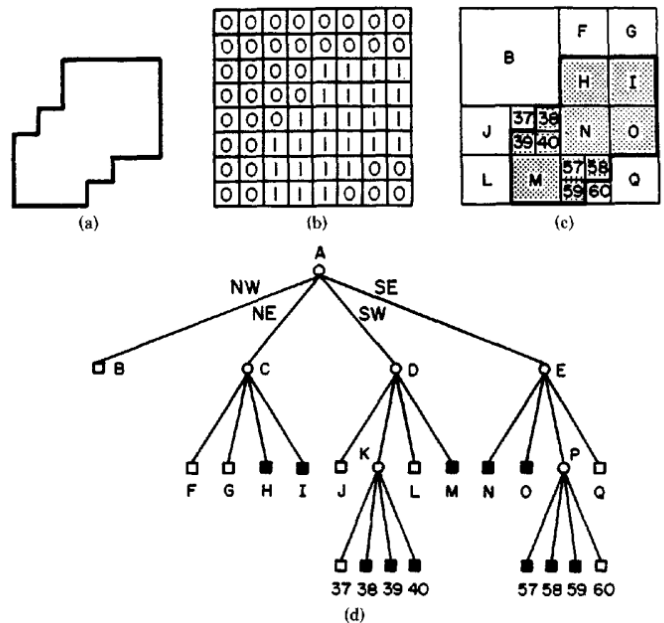 0 0 0 0 0 0 0 0
0 0 0 0 0 0 0 0
0 0 0 0 1 1 1 1
0 0 0 0 1 1 1 1
0 0 0 1 1 1 1 1
0 0 1 1 1 1 1 1
0 0 1 1 1 1 0 0
0 0 1 1 1 0 0 0
F G
B
H I
J 37 38 N O
39 40
L M 57 58 Q
59 60
(a) (b) (c)
A
NW SE
NE SW
B C D E
K P
F G H I J L M N O Q
37 38 39 40 57 58 59 60
(d)